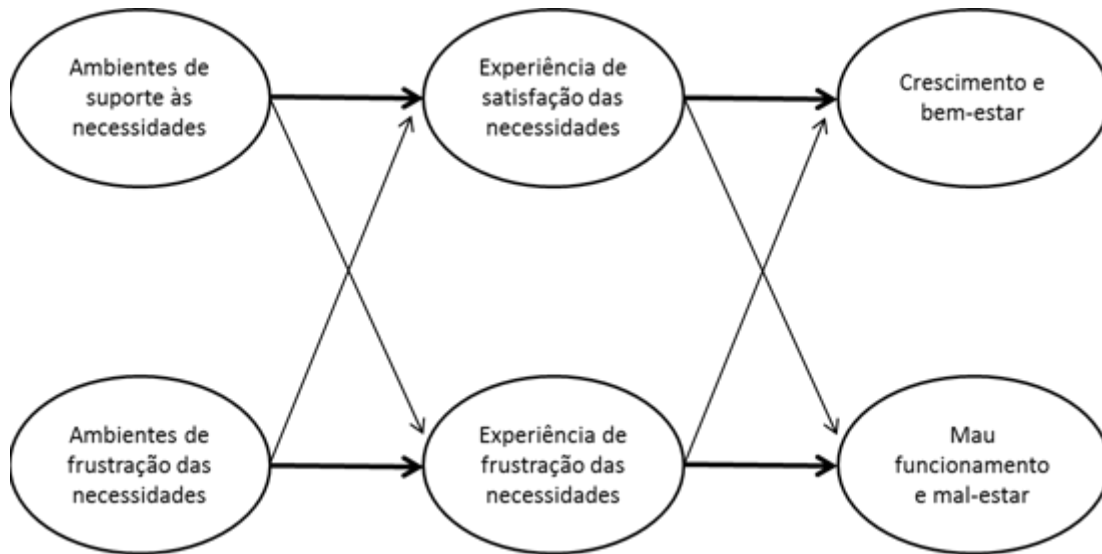 Ambientes de
suporte às
necessidades
Experiência de
satisfação das
necessidades
Crescimento e
bem-estar
Ambientes de
frustração das
necessidades
Experiência de
frustração das
necessidades
Mau
funcionamento
e mal-estar